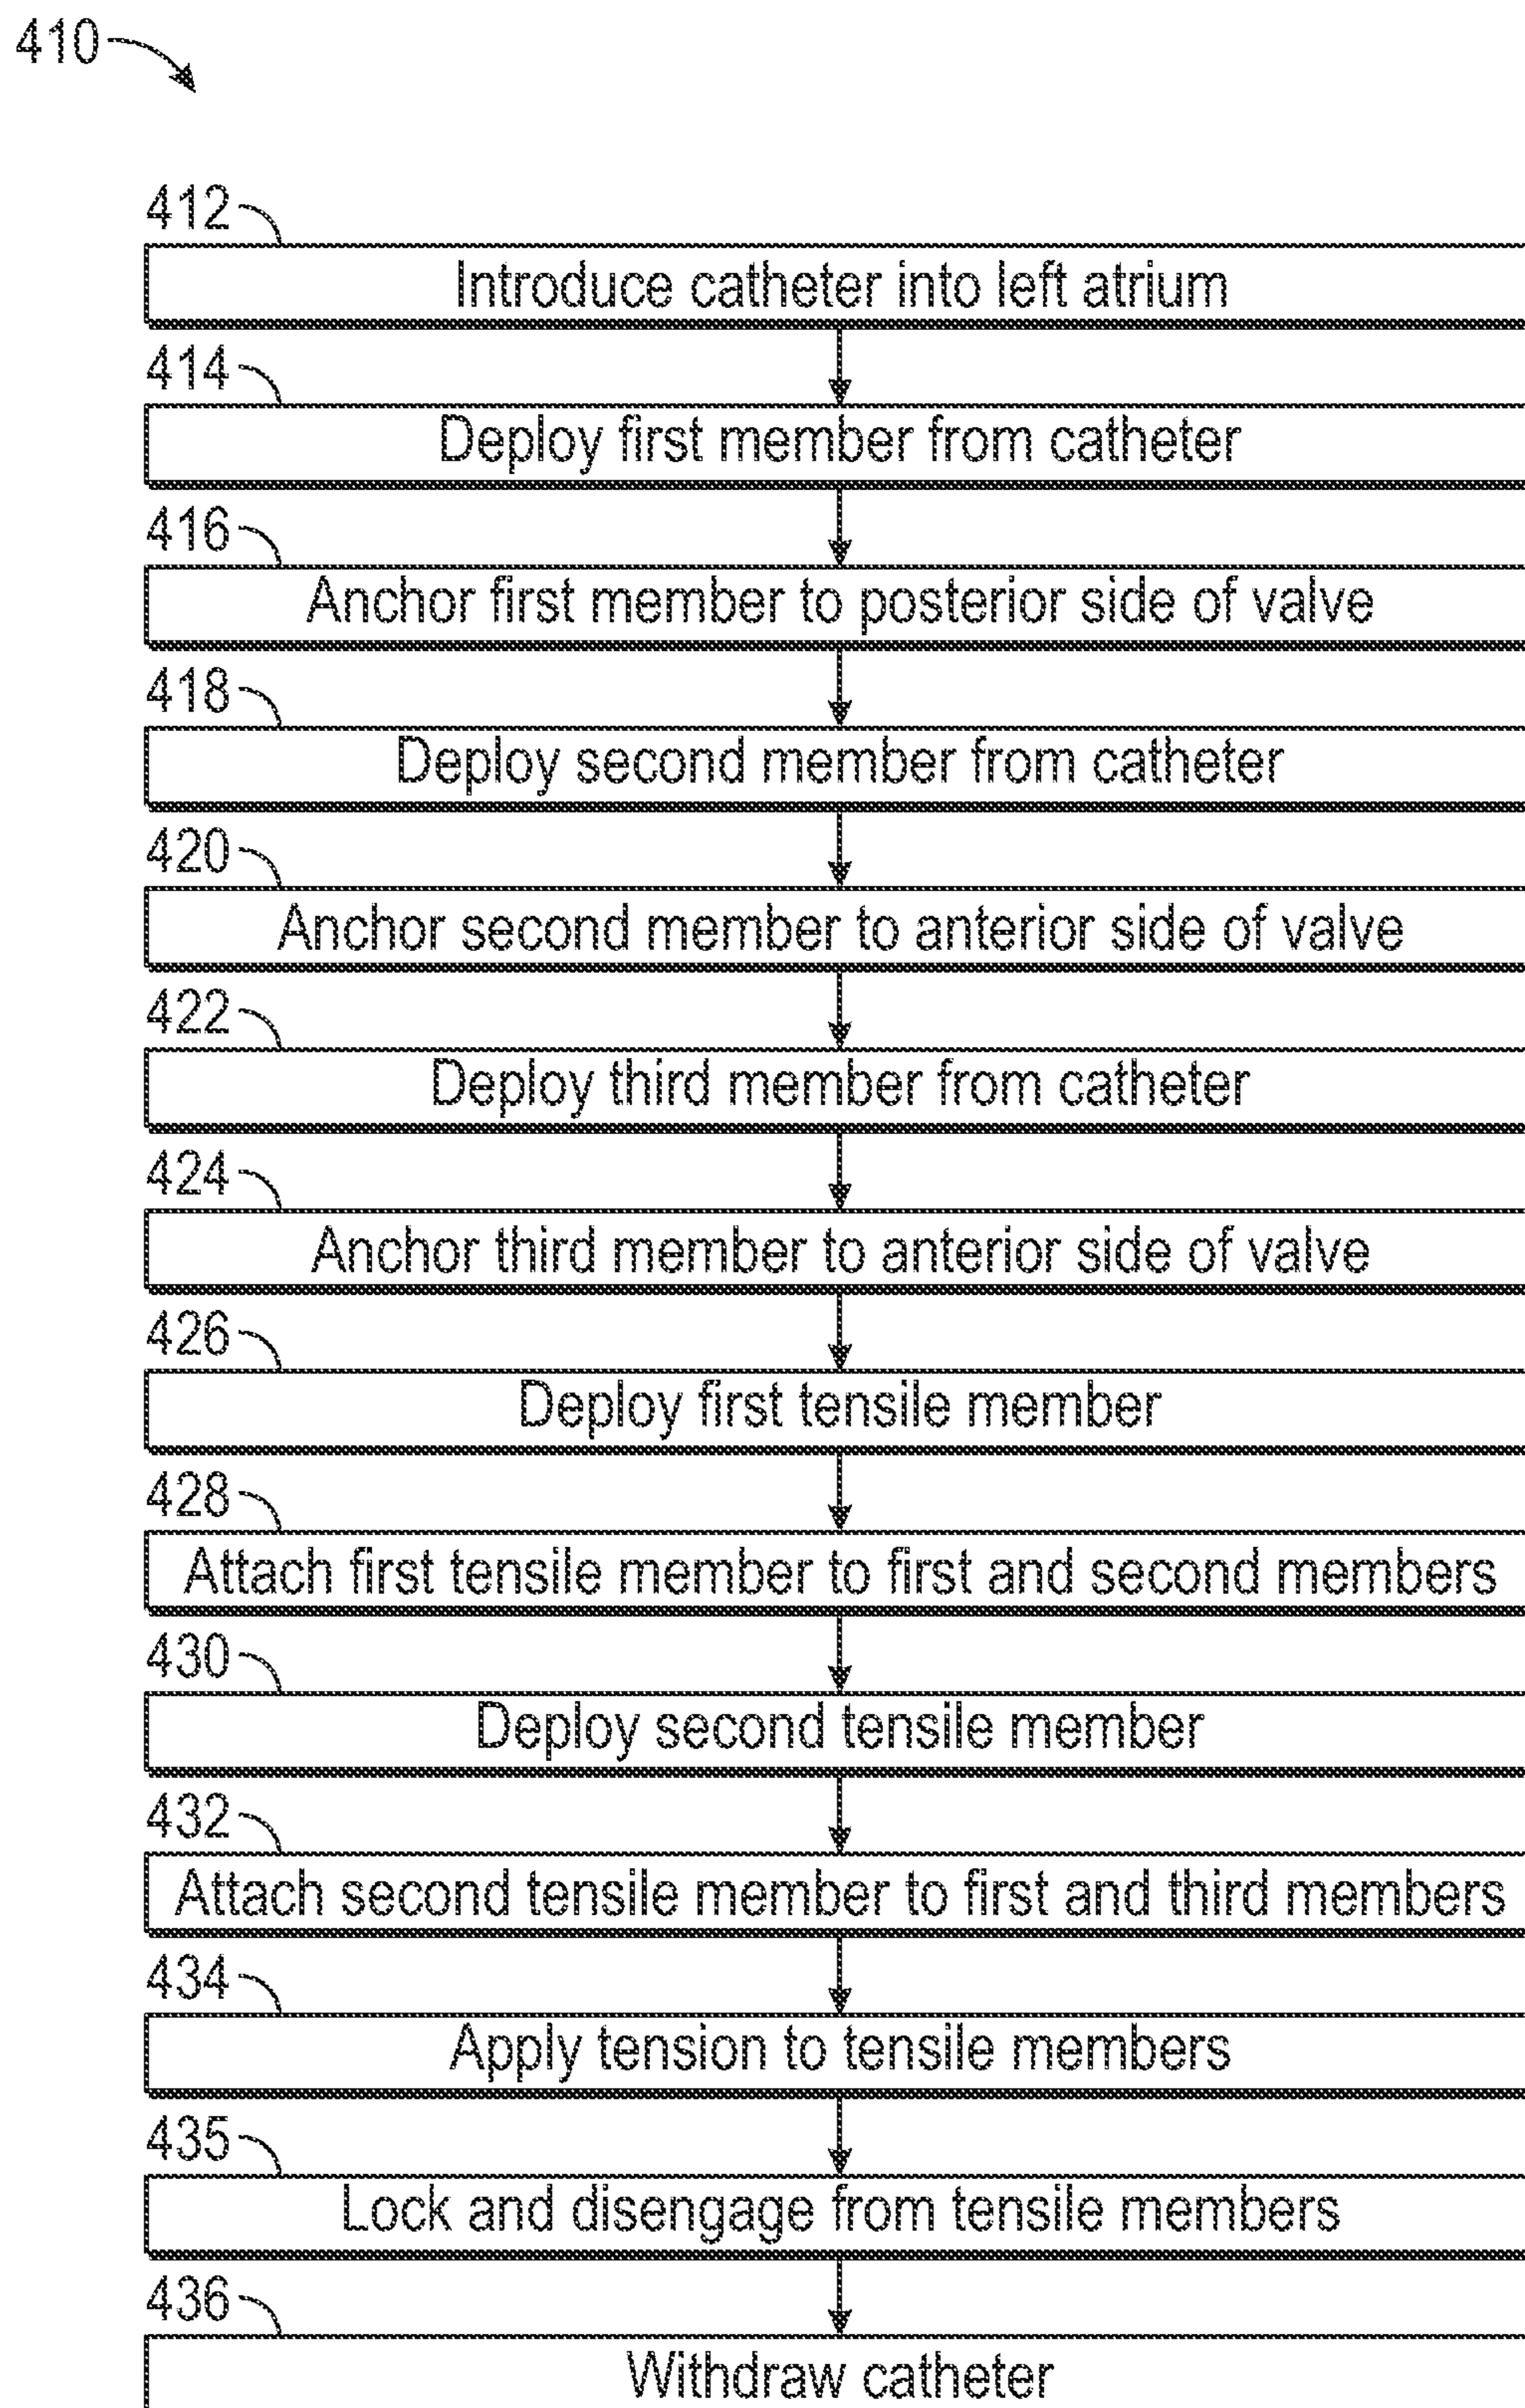 410
412
Introduce catheter into left atrium
414
Deploy first member from catheter
416
Anchor first member to posterior side of valve
418
Deploy second member from catheter
420
Anchor second member to anterior side of valve
422
Deploy third member from catheter
424
Anchor third member to anterior side of valve
426
Deploy first tensile member
428
Attach first tensile member to first and second members
430
Deploy second tensile member
432
Attach second tensile member to first and third members
434
Apply tension to tensile members
435
Lock and disengage from tensile members
436
Withdraw catheter